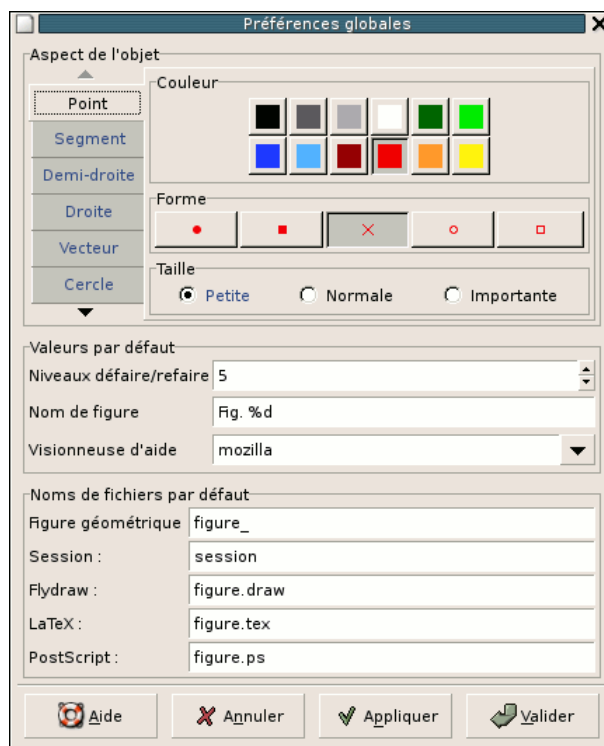 Préférences globales
Aspect de l'objet
Point
Segment
Demi-droite
Droite
Vecteur
Cercle
Couleur
Forme
Taille
Petite Normale Importante
Valeurs par défaut
Niveaux défaire/refaire 5
Nom de figure Fig. %d
Visionneuse d'aide mozilla
Noms de fichiers par défaut
Figure géométrique figure_
Session : session
Flydraw : figure.draw
LaTeX : figure.tex
PostScript : figure.ps
Aide Annuler Appliquer Valider